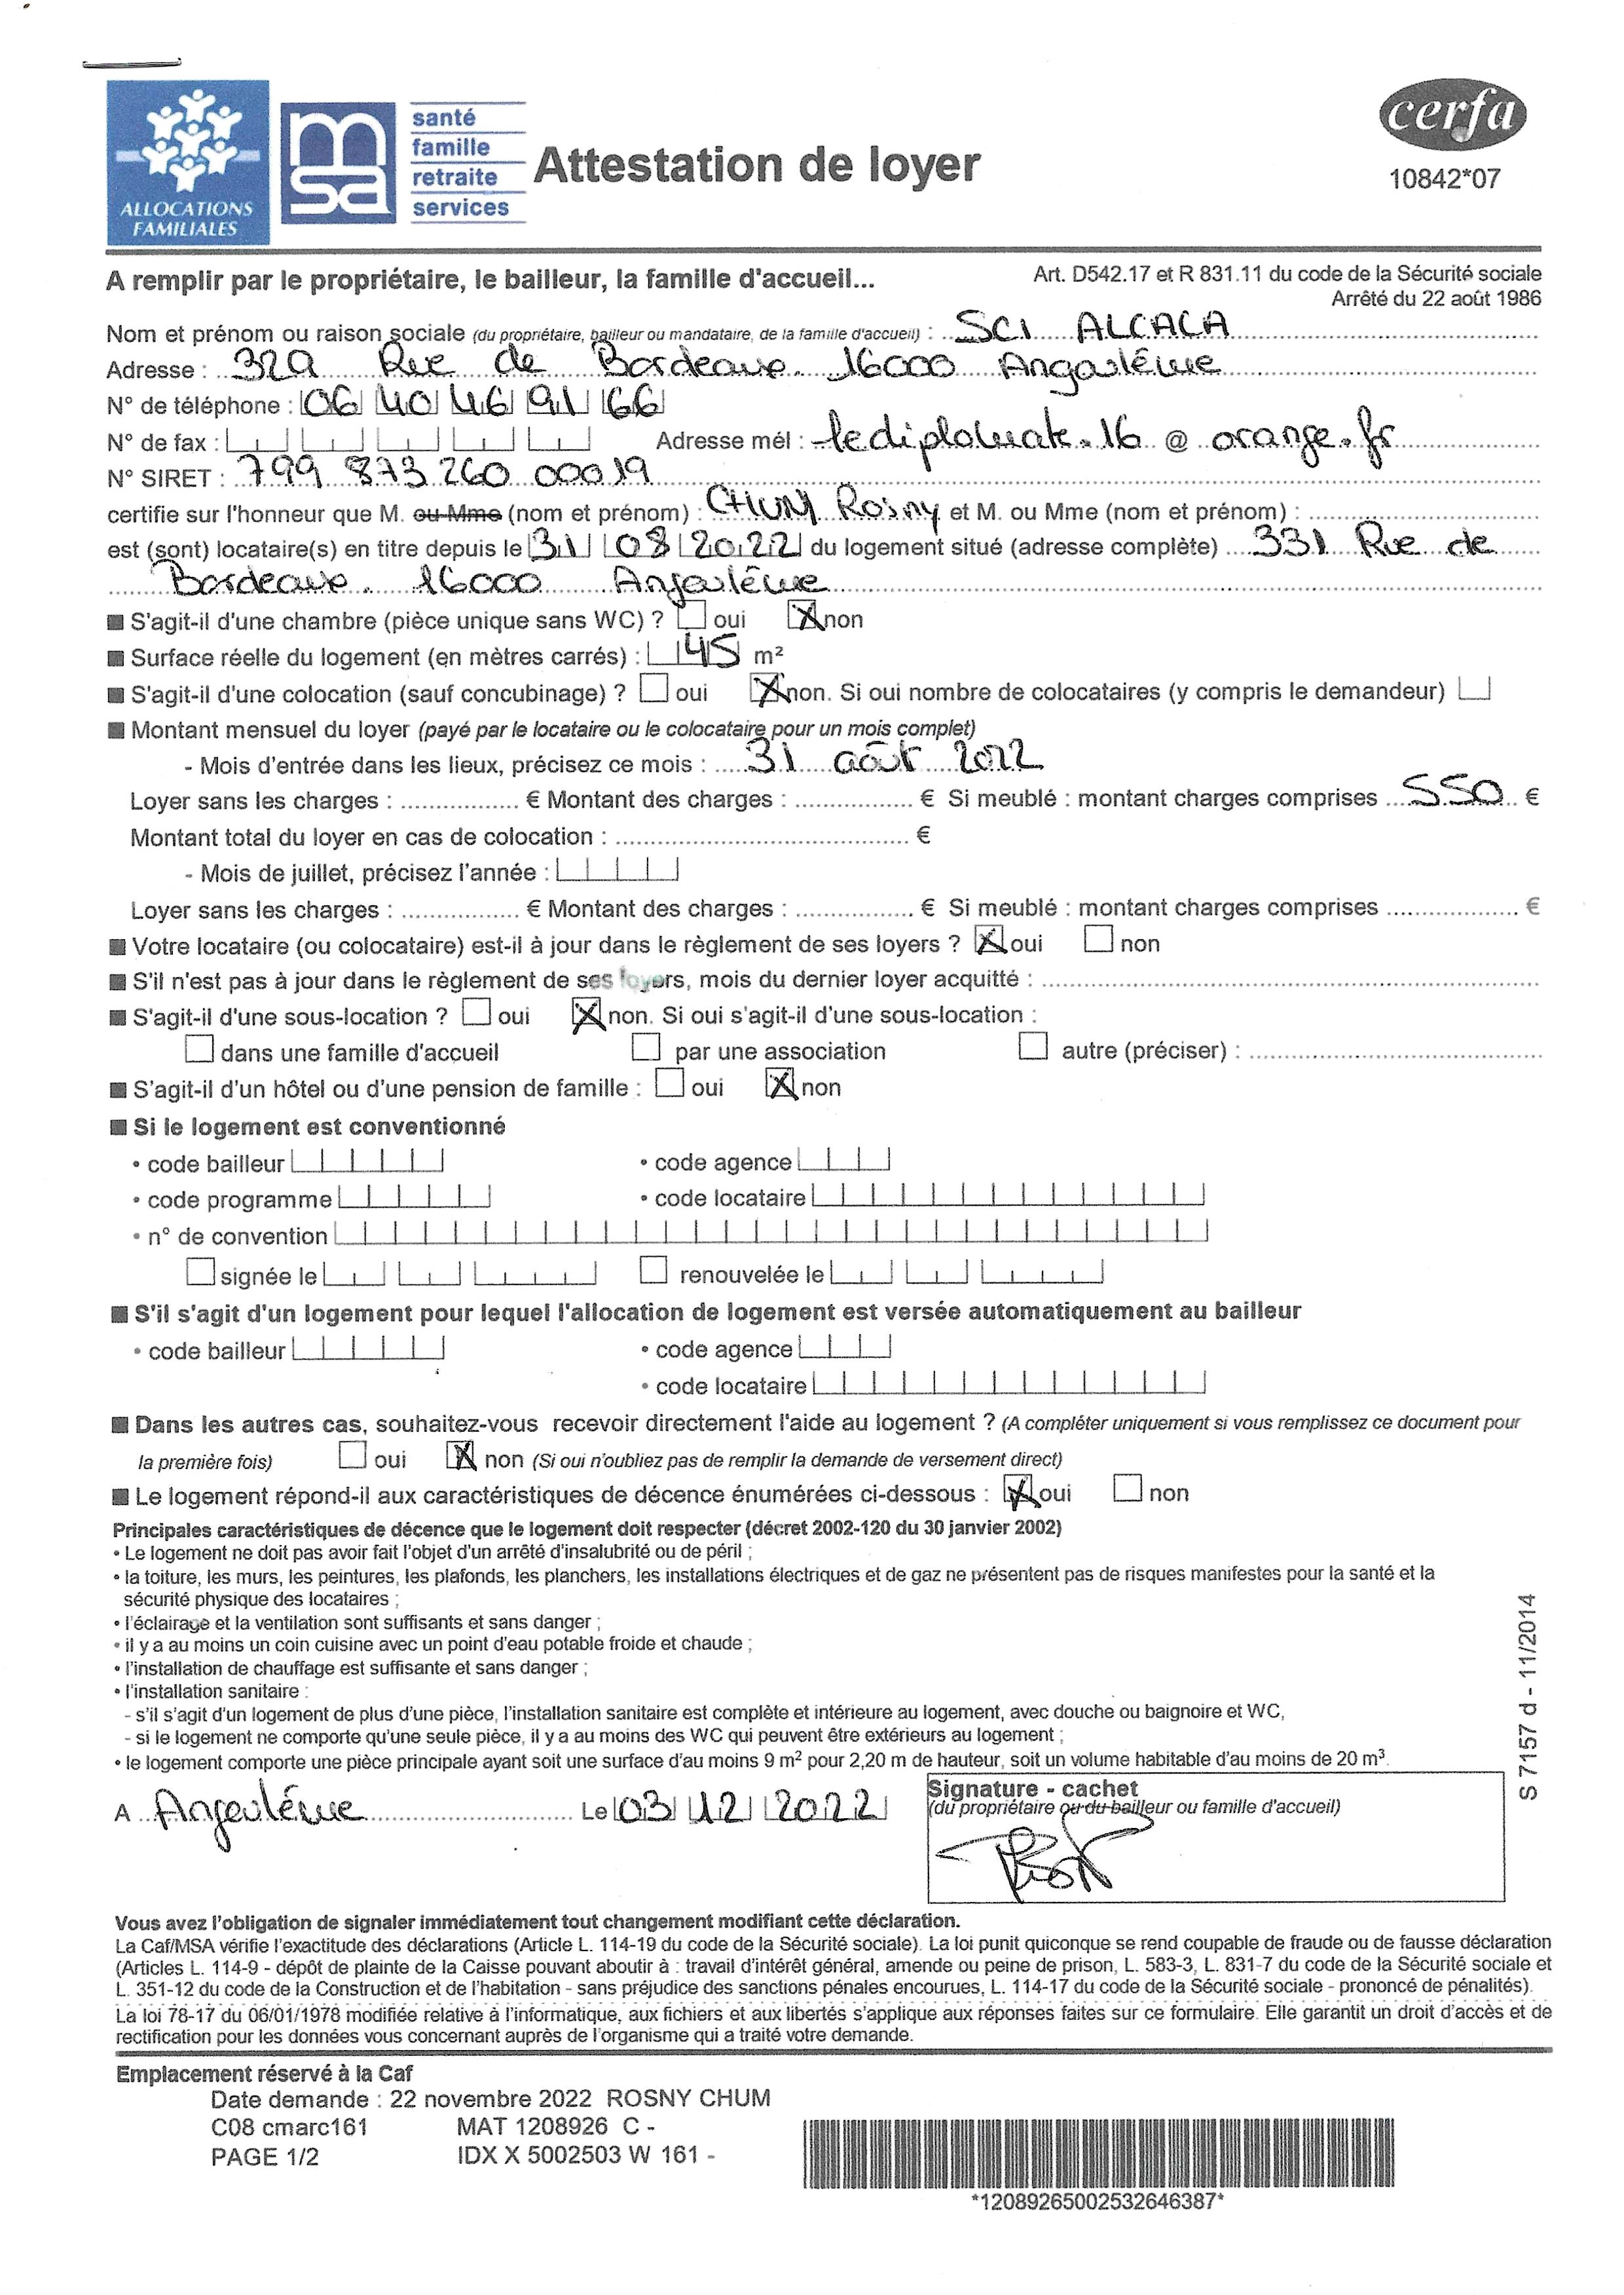 ALLOCATIONS
FAMILIALES
msa
santé
famille
retraite
services
Attestation de loyer
cerfa
10842*07
A remplir par le propriétaire, le bailleur, la famille d'accueil...
Art. D542.17 et R 831.11 du code de la Sécurité sociale
Arrêté du 22 août 1986
Nom et prénom ou raison sociale (du propriétaire, bailleur ou mandataire, de la famille d'accueil) : SCI ALCALA
Adresse : 329 Rue de Bordeaux. 16000 Angoulême
N° de téléphone : 06 40 46 91 66
N° de fax : Adresse mél : lediplomate.16 @ orange.fr
N° SIRET : 799 873 260 00019
certifie sur l'honneur que M. ou Mme (nom et prénom) : CHUM Rosny et M. ou Mme (nom et prénom) :
est (sont) locataire(s) en titre depuis le 31 08 2022 du logement situé (adresse complète) 331 Rue de
Bordeaux. 16000 Angoulême
■ S'agit-il d'une chambre (pièce unique sans WC) ? oui X non
■ Surface réelle du logement (en mètres carrés) : 45 m²
■ S'agit-il d'une colocation (sauf concubinage) ? oui X non. Si oui nombre de colocataires (y compris le demandeur)
■ Montant mensuel du loyer (payé par le locataire ou le colocataire pour un mois complet)
- Mois d'entrée dans les lieux, précisez ce mois : 31 août 2022
Loyer sans les charges : ............... € Montant des charges : ............... € Si meublé : montant charges comprises 550 €
Montant total du loyer en cas de colocation : ............... €
- Mois de juillet, précisez l'année :
Loyer sans les charges : ............... € Montant des charges : ............... € Si meublé : montant charges comprises ............... €
■ Votre locataire (ou colocataire) est-il à jour dans le règlement de ses loyers ? X oui non
■ S'il n'est pas à jour dans le règlement de ses loyers, mois du dernier loyer acquitté :
■ S'agit-il d'une sous-location ? oui X non. Si oui s'agit-il d'une sous-location :
dans une famille d'accueil par une association autre (préciser) :
■ S'agit-il d'un hôtel ou d'une pension de famille : oui X non
■ Si le logement est conventionné
• code bailleur • code agence
• code programme • code locataire
• n° de convention
signée le renouvelée le
■ S'il s'agit d'un logement pour lequel l'allocation de logement est versée automatiquement au bailleur
• code bailleur • code agence
• code locataire
■ Dans les autres cas, souhaitez-vous recevoir directement l'aide au logement ? (A compléter uniquement si vous remplissez ce document pour
la première fois) oui X non (Si oui n'oubliez pas de remplir la demande de versement direct)
■ Le logement répond-il aux caractéristiques de décence énumérées ci-dessous : X oui non
Principales caractéristiques de décence que le logement doit respecter (décret 2002-120 du 30 janvier 2002)
• Le logement ne doit pas avoir fait l'objet d'un arrêté d'insalubrité ou de péril ;
• la toiture, les murs, les peintures, les plafonds, les planchers, les installations électriques et de gaz ne présentent pas de risques manifestes pour la santé et la
sécurité physique des locataires ;
• l'éclairage et la ventilation sont suffisants et sans danger ;
• il y a au moins un coin cuisine avec un point d'eau potable froide et chaude ;
• l'installation de chauffage est suffisante et sans danger ;
• l'installation sanitaire :
- s'il s'agit d'un logement de plus d'une pièce, l'installation sanitaire est complète et intérieure au logement, avec douche ou baignoire et WC,
- si le logement ne comporte qu'une seule pièce, il y a au moins des WC qui peuvent être extérieurs au logement ;
• le logement comporte une pièce principale ayant soit une surface d'au moins 9 m² pour 2,20 m de hauteur, soit un volume habitable d'au moins de 20 m³.
S 7157 d - 11/2014
A Angoulême Le 03 12 2022
Signature - cachet
(du propriétaire ou du bailleur ou famille d'accueil)
Vous avez l'obligation de signaler immédiatement tout changement modifiant cette déclaration.
La Caf/MSA vérifie l'exactitude des déclarations (Article L. 114-19 du code de la Sécurité sociale). La loi punit quiconque se rend coupable de fraude ou de fausse déclaration
(Articles L. 114-9 - dépôt de plainte de la Caisse pouvant aboutir à : travail d'intérêt général, amende ou peine de prison, L. 583-3, L. 831-7 du code de la Sécurité sociale et
L. 351-12 du code de la Construction et de l'habitation - sans préjudice des sanctions pénales encourues, L. 114-17 du code de la Sécurité sociale - prononcé de pénalités).
La loi 78-17 du 06/01/1978 modifiée relative à l'informatique, aux fichiers et aux libertés s'applique aux réponses faites sur ce formulaire. Elle garantit un droit d'accès et de
rectification pour les données vous concernant auprès de l'organisme qui a traité votre demande.
Emplacement réservé à la Caf
Date demande : 22 novembre 2022 ROSNY CHUM
C08 cmarc161 MAT 1208926 C -
PAGE 1/2 IDX X 5002503 W 161 -
*12089265002532646387*